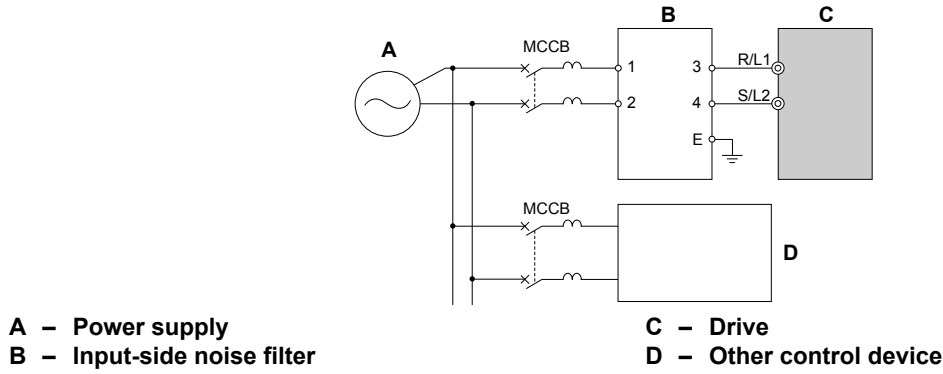 B C
A
MCCB
1 3 R/L1
2 4 S/L2
E
MCCB
D
A – Power supply
B – Input-side noise filter
C – Drive
D – Other control device